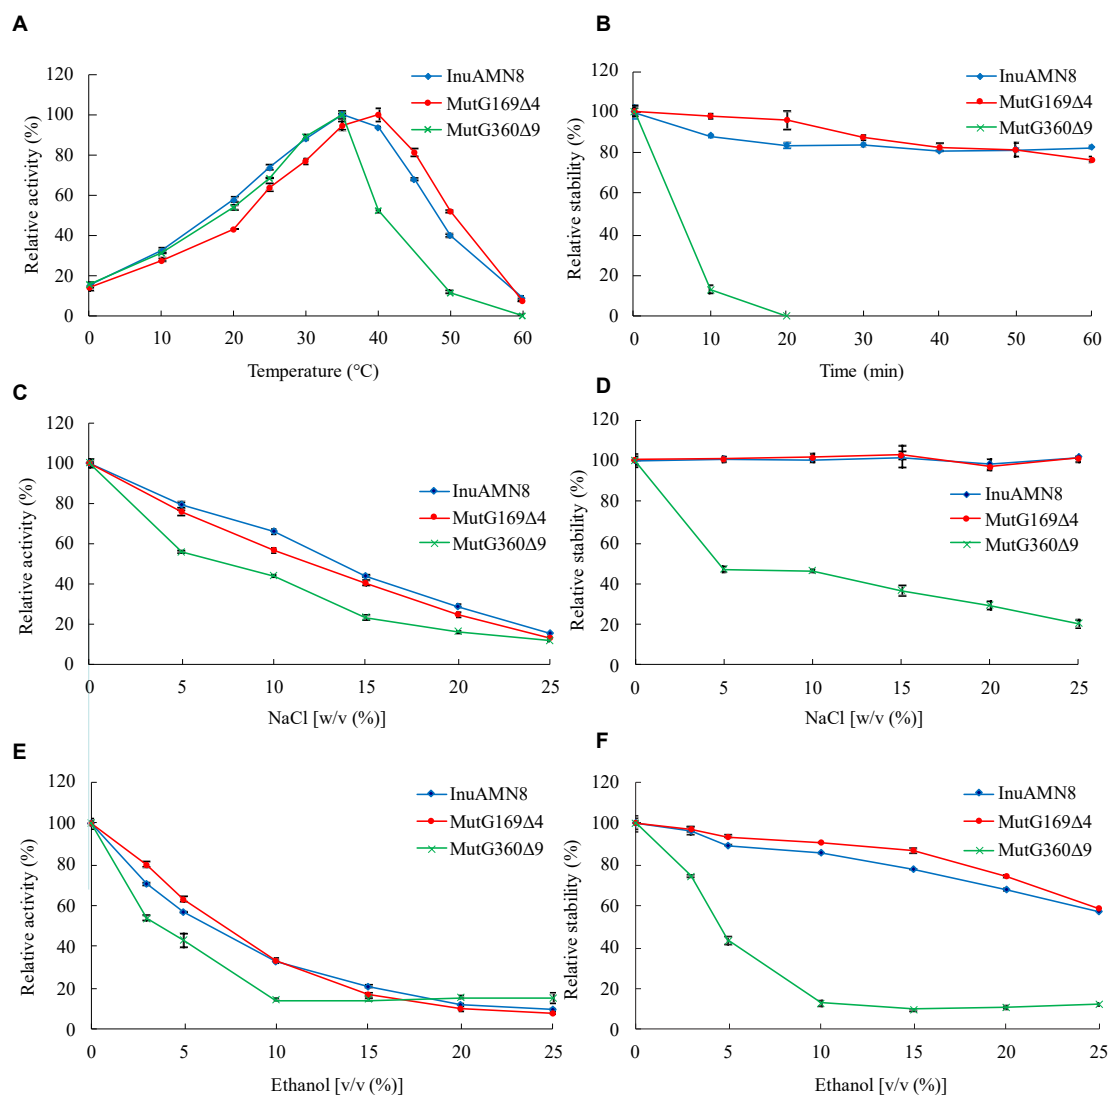 A
120
100
80
60
40
20
0
Relative activity (%)
InuAMN8
MutG169Δ4
MutG360Δ9
0 10 20 30 40 50 60
Temperature (°C)
B
120
100
80
60
40
20
0
Relative stability (%)
InuAMN8
MutG169Δ4
MutG360Δ9
0 10 20 30 40 50 60
Time (min)
C
120
100
80
60
40
20
0
Relative activity (%)
InuAMN8
MutG169Δ4
MutG360Δ9
0 5 10 15 20 25
NaCl [w/v (%)]
D
120
100
80
60
40
20
0
Relative stability (%)
InuAMN8
MutG169Δ4
MutG360Δ9
0 5 10 15 20 25
NaCl [w/v (%)]
E
120
100
80
60
40
20
0
Relative activity (%)
InuAMN8
MutG169Δ4
MutG360Δ9
0 5 10 15 20 25
Ethanol [v/v (%)]
F
120
100
80
60
40
20
0
Relative stability (%)
InuAMN8
MutG169Δ4
MutG360Δ9
0 5 10 15 20 25
Ethanol [v/v (%)]